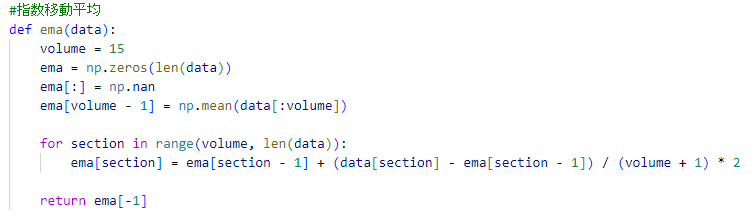 #指数移動平均
def ema(data):
    volume = 15
    ema = np.zeros(len(data))
    ema[:] = np.nan
    ema[volume - 1] = np.mean(data[:volume])
    for section in range(volume, len(data)):
        ema[section] = ema[section - 1] + (data[section] - ema[section - 1]) / (volume + 1) * 2
    return ema[-1]